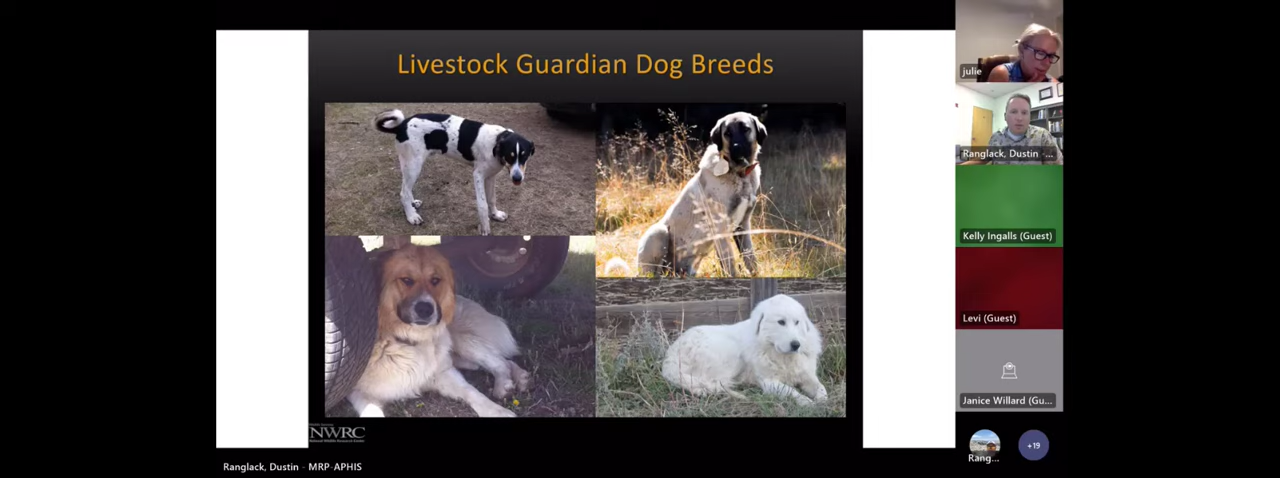 Livestock Guardian Dog Breeds
NWRC
Ranglack, Dustin - MRP-APHIS
julie
Ranglack, Dustin -...
Kelly Ingalls (Guest)
Levi (Guest)
Janice Willard (Gu...
Rang...
+19